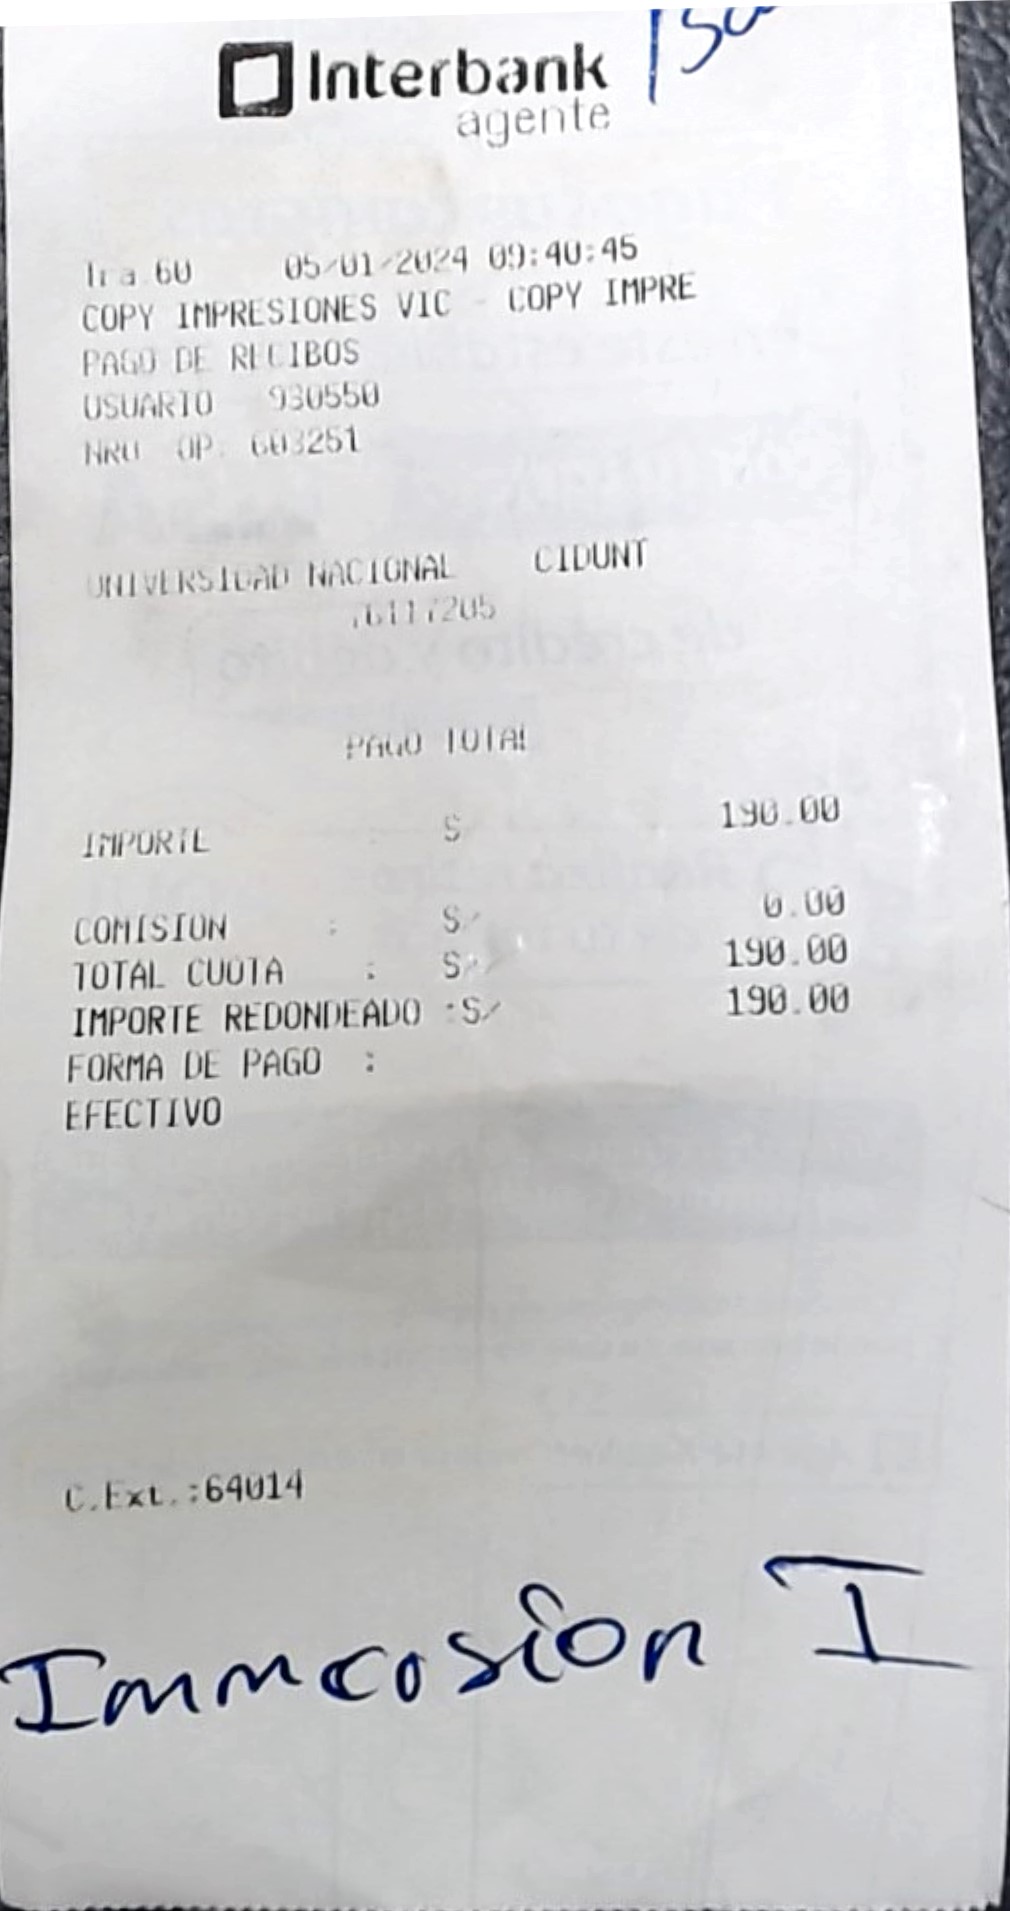 Interbank
agente
Tra 60 05/01/2024 09:40:45
COPY IMPRESIONES VIC - COPY IMPRE
PAGO DE RECIBOS
USUARIO 930550
NRO OP. 603251
UNIVERSIDAD NACIONAL CIDUNT
PAGO TOTAL
IMPORTE : S/ 190.00
COMISION : S/ 0.00
TOTAL CUOTA : S/ 190.00
IMPORTE REDONDEADO :S/ 190.00
FORMA DE PAGO :
EFECTIVO
C.Ext.:64014
I